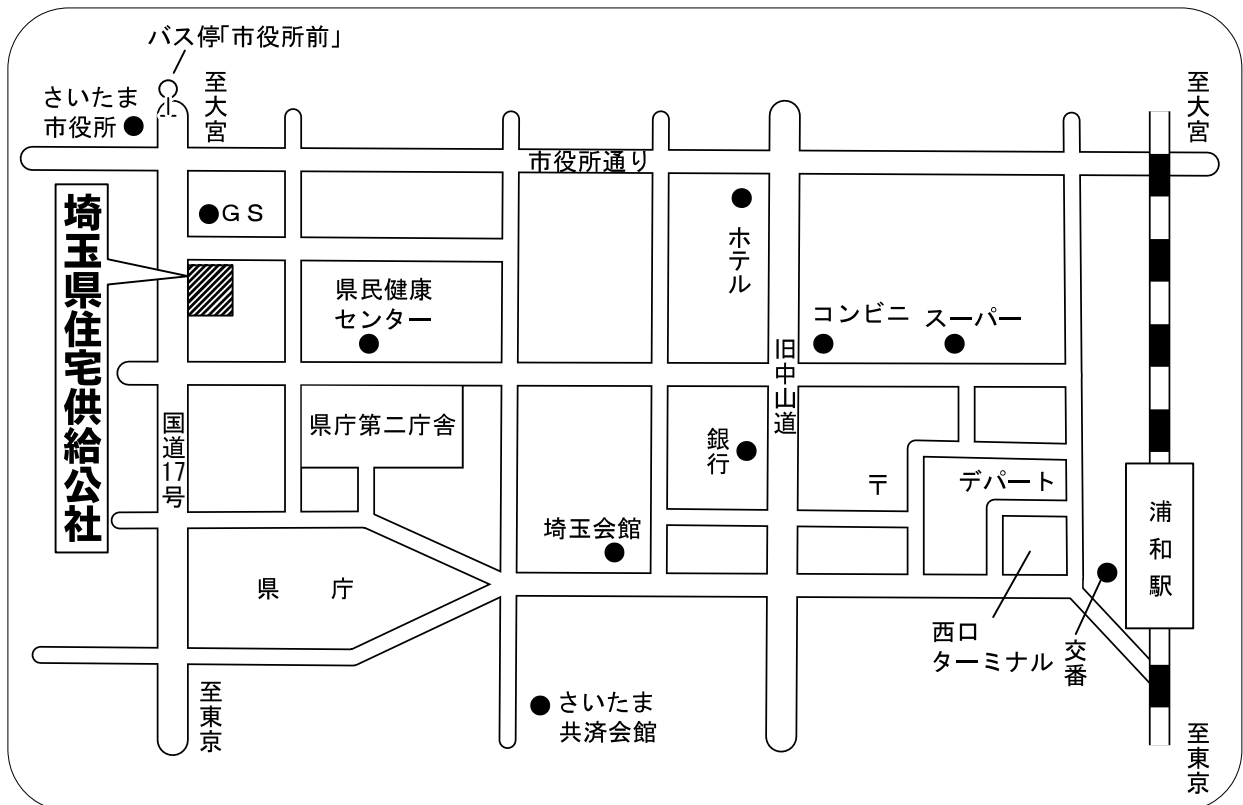 バス停「市役所前」
至大宮
さいたま
市役所
至大宮
市役所通り
GS
埼玉県住宅供給公社
ホテル
県民健康
センター
コンビニ
スーパー
旧中山道
国道17号
県庁第二庁舎
銀行
〒
デパート
埼玉会館
浦和駅
県庁
西口
ターミナル
交番
至東京
さいたま
共済会館
至東京